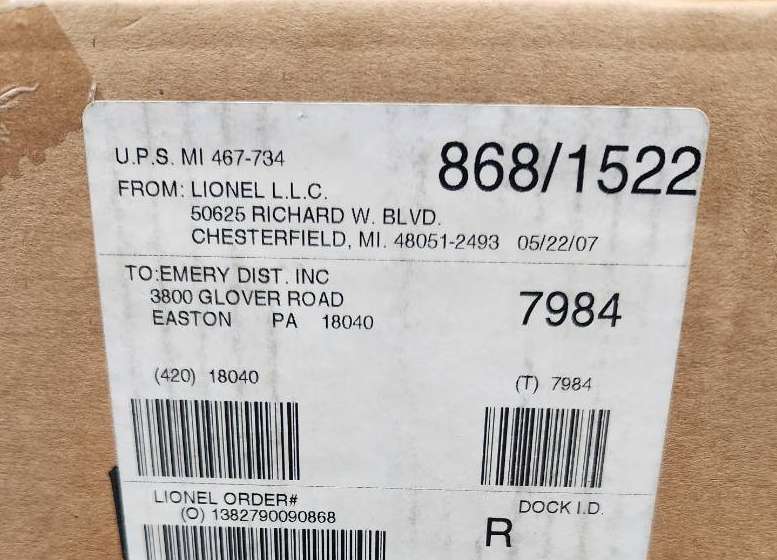 U.P.S. MI 467-734
868/1522
FROM: LIONEL L.L.C.
50625 RICHARD W. BLVD.
CHESTERFIELD, MI. 48051-2493 05/22/07
TO:EMERY DIST. INC
3800 GLOVER ROAD
EASTON PA 18040
7984
(420) 18040
(T) 7984
LIONEL ORDER#
(O) 1382790090868
DOCK I.D.
R